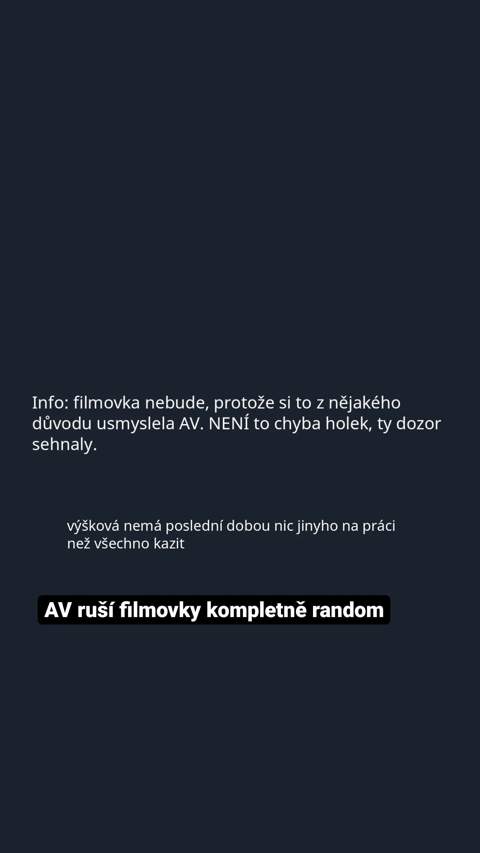 Info: filmovka nebude, protože si to z nějakého
důvodu usmyslela AV. NENÍ to chyba holek, ty dozor
sehnaly.
výšková nemá poslední dobou nic jinyho na práci
než všechno kazit
AV ruší filmovky kompletně random